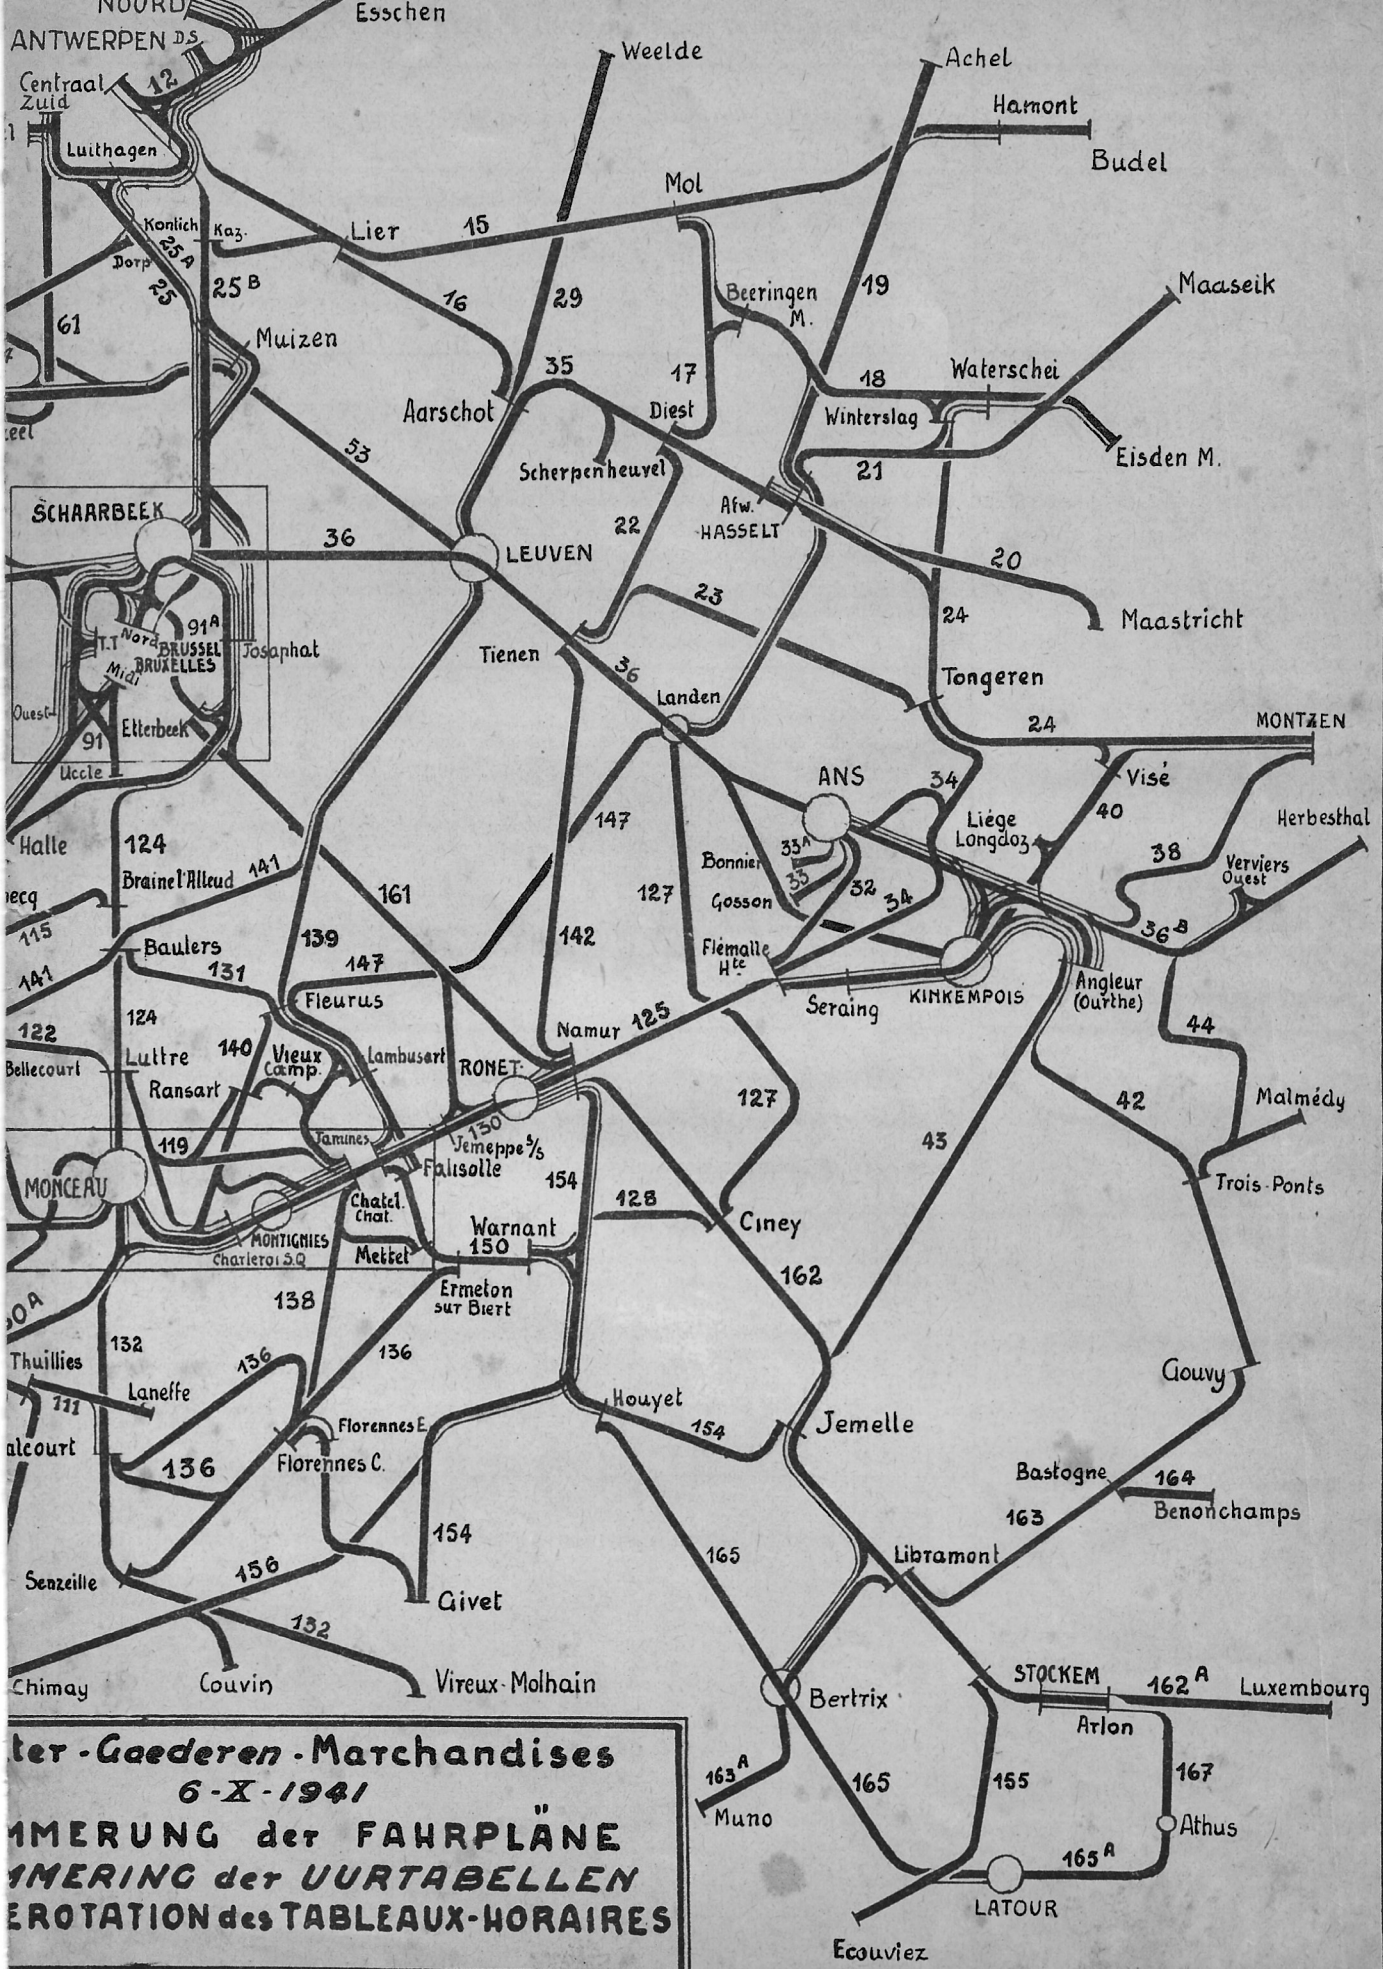 NOORD
Esschen
ANTWERPEN D.S.
Weelde
Achel
Centraal
Zuid
12
Hamont
Budel
Luithagen
Mol
Kontich
Kaz.
Lier
15
25A
Dorp
25
25B
16
29
Beeringen
M.
19
Maaseik
61
Muizen
35
17
18
Waterschei
Aarschot
Diest
Winterslag
53
Scherpenheuvel
21
Eisden M.
SCHAARBEEK
Afw.
HASSELT
36
LEUVEN
22
20
23
24
Maastricht
91A
T.T
Nord
BRUSSEL
BRUXELLES
Josaphat
Midi
Tienen
36
Landen
Tongeren
Ouest
Etterbeek
91
24
MONTZEN
Uccle
ANS
34
Visé
40
Halle
124
147
Liége
Longdoz
Herbesthal
141
33A
Bonnier
33
38
Verviers
Ouest
Braine l'Alleud
161
127
Gosson
32
34
115
36B
Baulers
139
142
Flémalle
Hte
141
131
147
Seraing
KINKEMPOIS
Angleur
(Ourthe)
Fleurus
122
124
125
44
Bellecourt
Luttre
140
Vieux
Camp.
Lambusart
RONET
Namur
Ransart
127
42
Malmédy
119
Tamines
130
Jemeppe s/s
43
Falisolle
MONCEAU
154
Trois-Ponts
Chatel.
Chat.
128
Ciney
MONTIGNIES
Charleroi S.Q
Mettet
Warnant
150
162
Ermeton
sur Biert
138
132
136
136
Thuillies
Laneffe
111
Gouvy
Houyet
Florennes E.
154
Jemelle
136
Florennes C.
Bastogne
164
Benonchamps
163
154
165
Libramont
Senzeille
156
Givet
132
Chimay
Couvin
Vireux-Molhain
Bertrix
STOCKEM
162A
Luxembourg
Arlon
163A
Muno
165
155
167
Athus
165A
LATOUR
Ecouviez
ter - Goederen - Marchandises
6-X-1941
MMERUNG der FAHRPLÄNE
MMERING der UURTABELLEN
EROTATION des TABLEAUX-HORAIRES